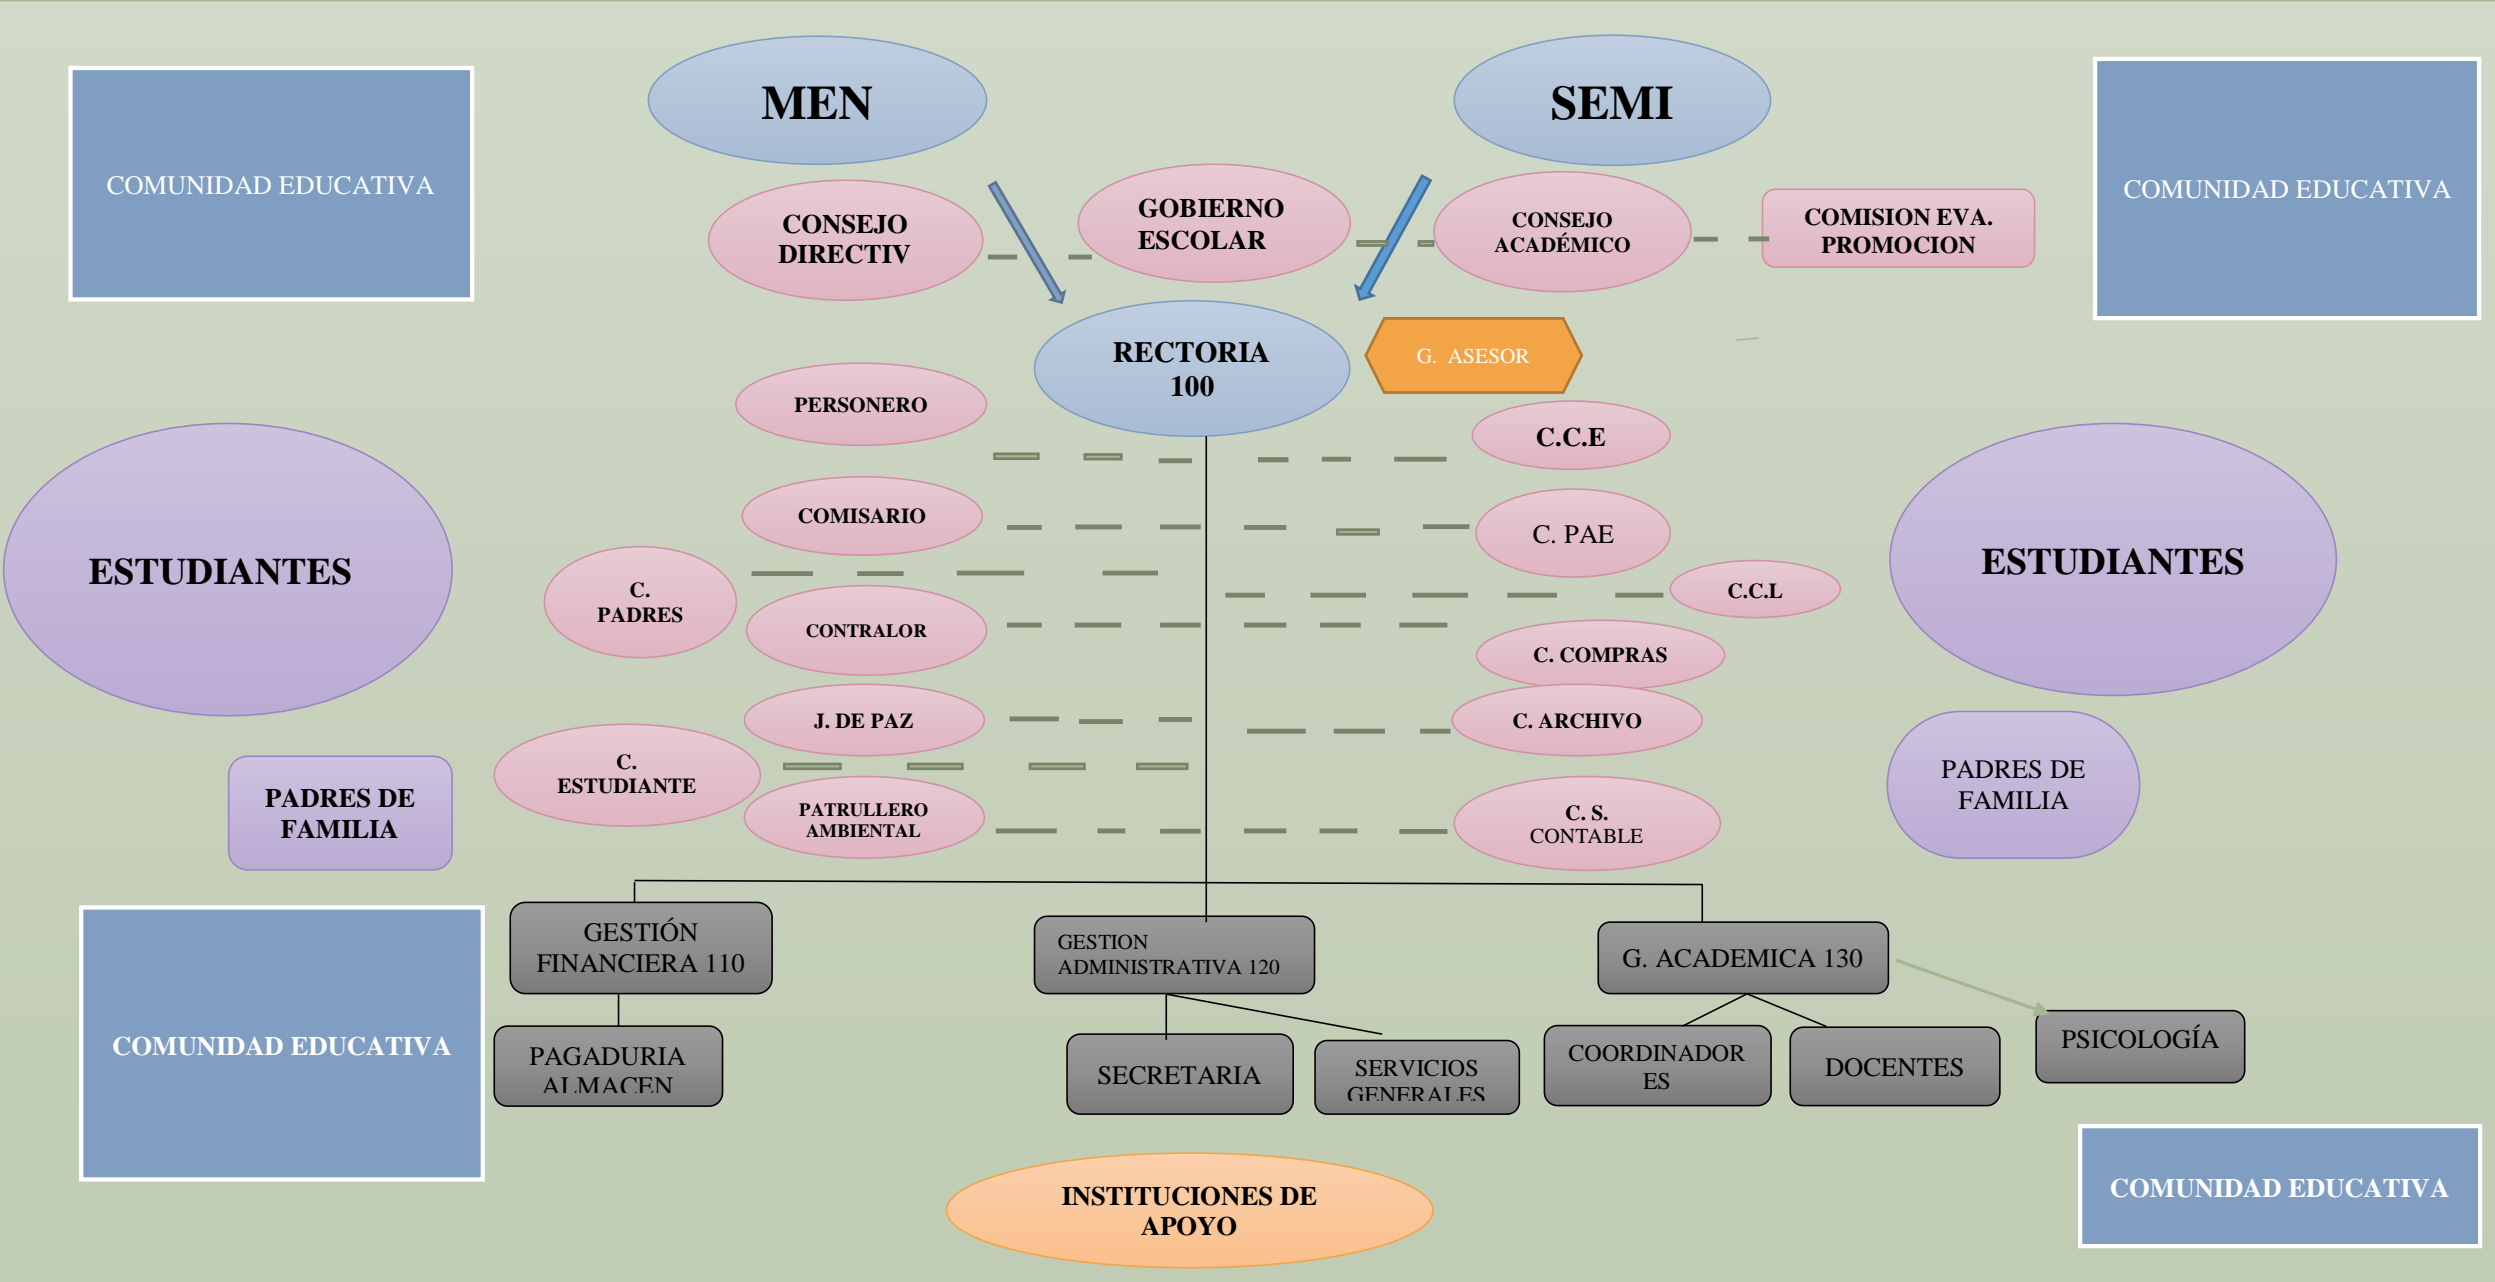 MEN
SEMI
COMUNIDAD EDUCATIVA
COMUNIDAD EDUCATIVA
CONSEJO
DIRECTIV
GOBIERNO
ESCOLAR
CONSEJO
ACADÉMICO
COMISION EVA.
PROMOCION
RECTORIA
100
G. ASESOR
PERSONERO
C.C.E
COMISARIO
C. PAE
ESTUDIANTES
ESTUDIANTES
C.
PADRES
C.C.L
CONTRALOR
C. COMPRAS
J. DE PAZ
C. ARCHIVO
C.
ESTUDIANTE
PADRES DE
FAMILIA
PADRES DE
FAMILIA
PATRULLERO
AMBIENTAL
C. S.
CONTABLE
GESTIÓN
FINANCIERA 110
GESTION
ADMINISTRATIVA 120
G. ACADEMICA 130
COMUNIDAD EDUCATIVA
PAGADURIA
ALMACEN
SECRETARIA
SERVICIOS
GENERALES
COORDINADOR
ES
DOCENTES
PSICOLOGÍA
INSTITUCIONES DE
APOYO
COMUNIDAD EDUCATIVA